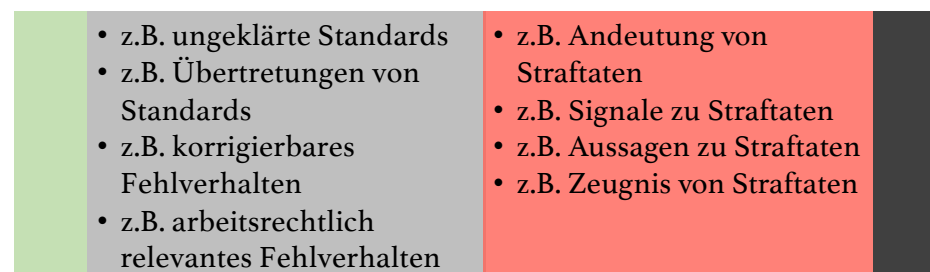 • z.B. ungeklärte Standards
• z.B. Übertretungen von
Standards
• z.B. korrigierbares
Fehlverhalten
• z.B. arbeitsrechtlich
relevantes Fehlverhalten
• z.B. Andeutung von
Straftaten
• z.B. Signale zu Straftaten
• z.B. Aussagen zu Straftaten
• z.B. Zeugnis von Straftaten